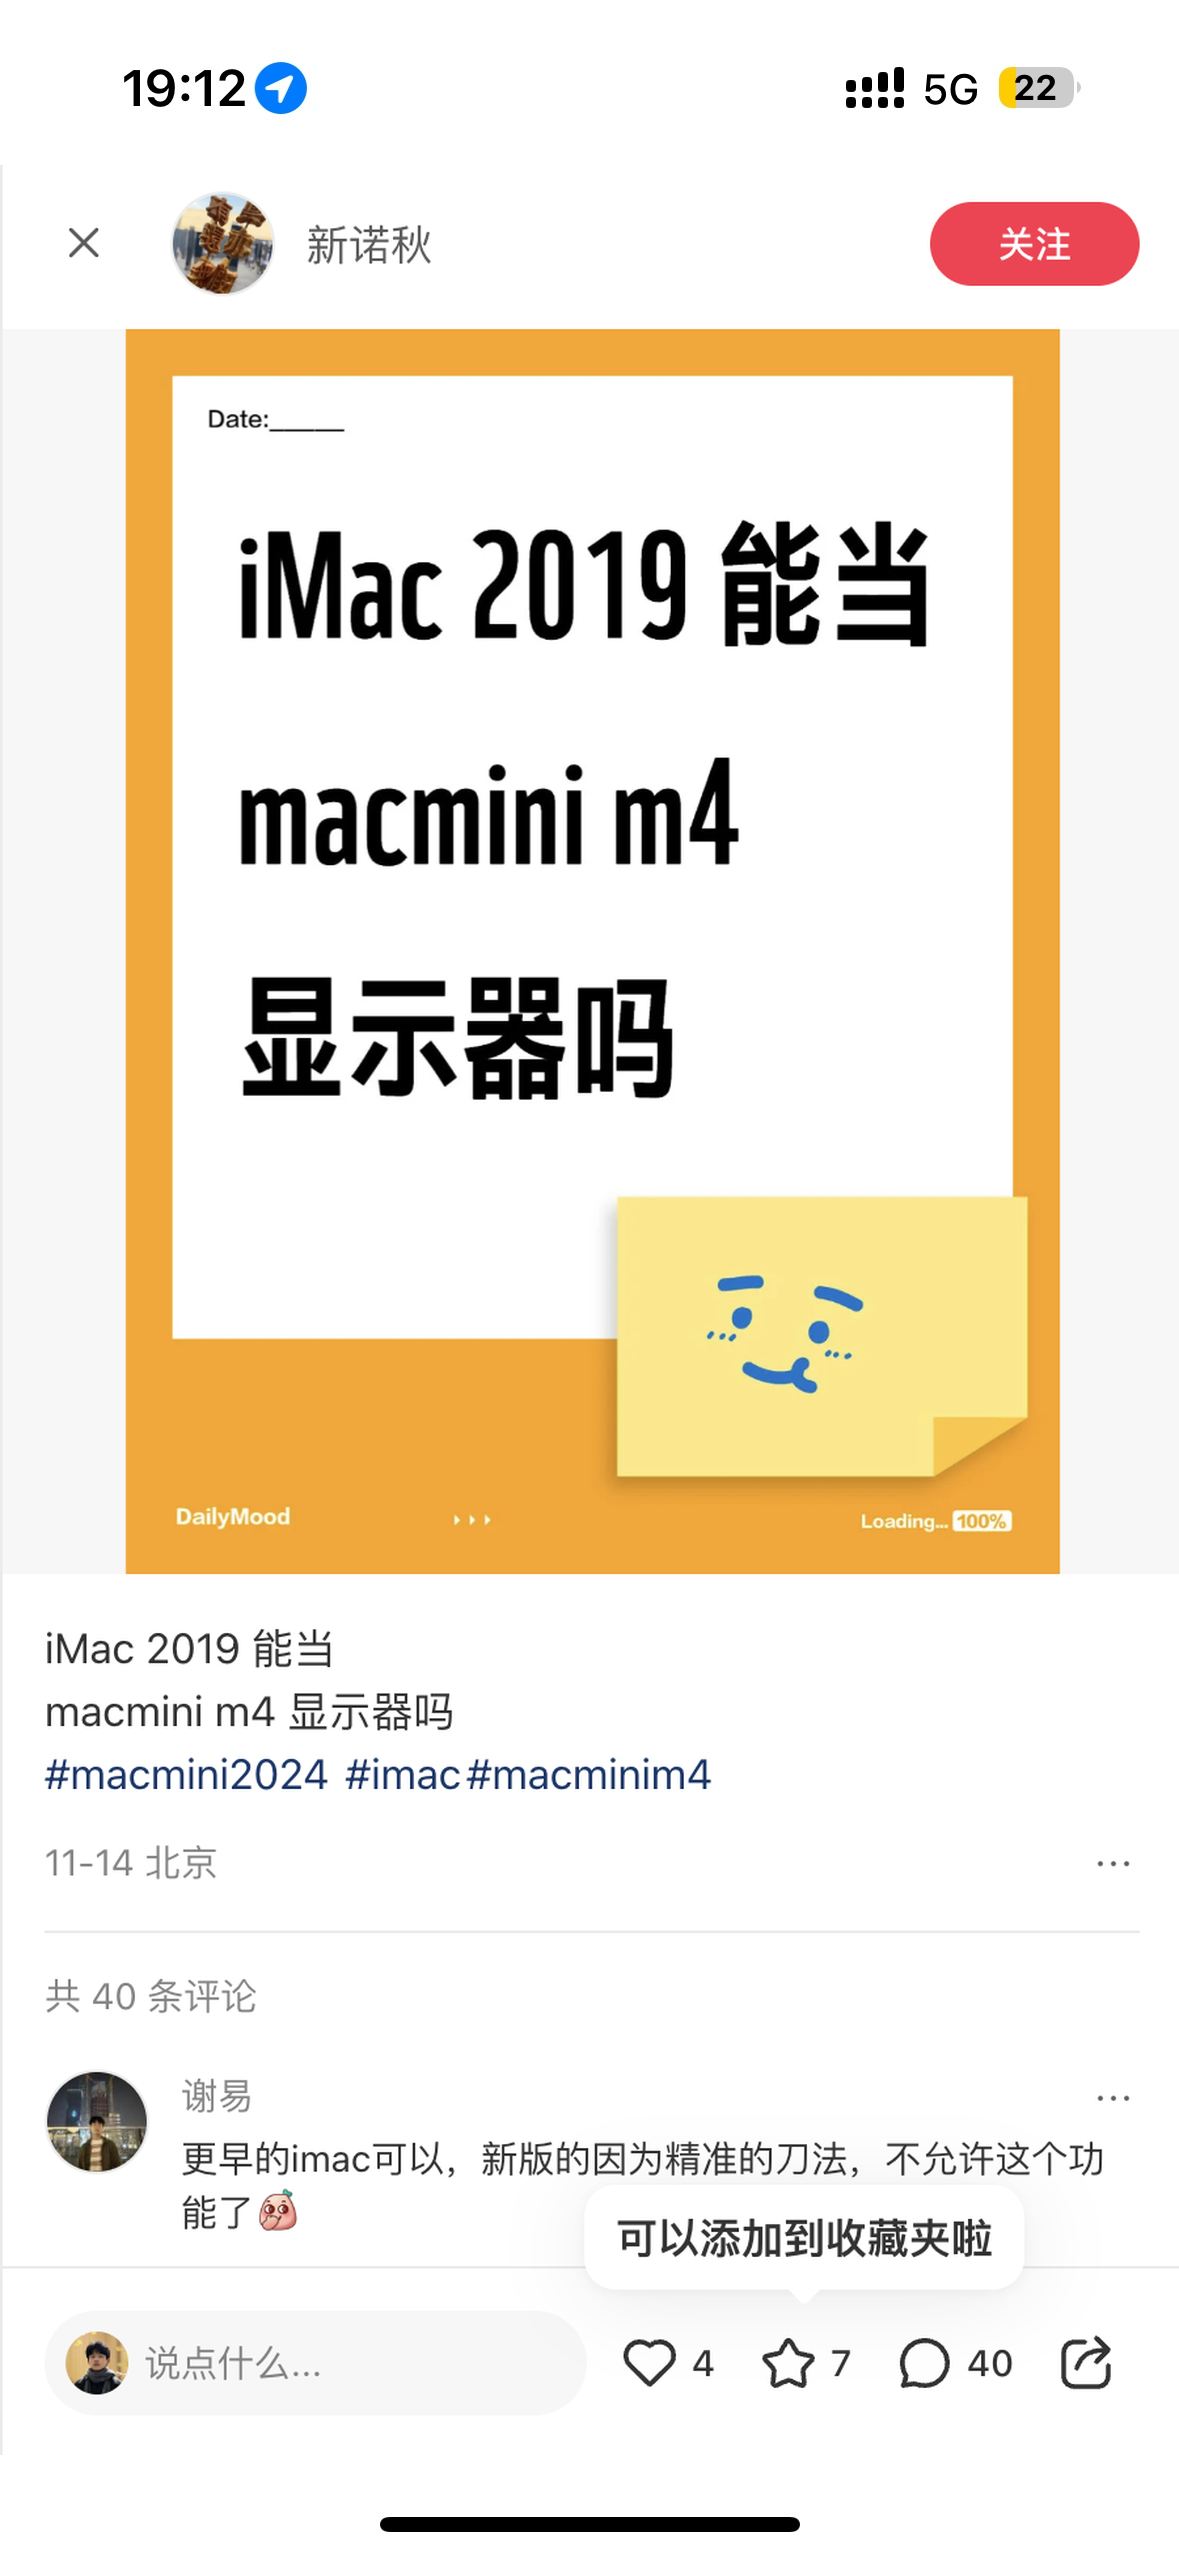 19:12
5G
22
新诺秋
关注
Date:_____
iMac 2019 能当
macmini m4
显示器吗
DailyMood
Loading... 100%
iMac 2019 能当
macmini m4 显示器吗
#macmini2024 #imac #macminim4
11-14 北京
共 40 条评论
谢易
更早的imac可以，新版的因为精准的刀法，不允许这个功
能了
可以添加到收藏夹啦
说点什么...
4
7
40